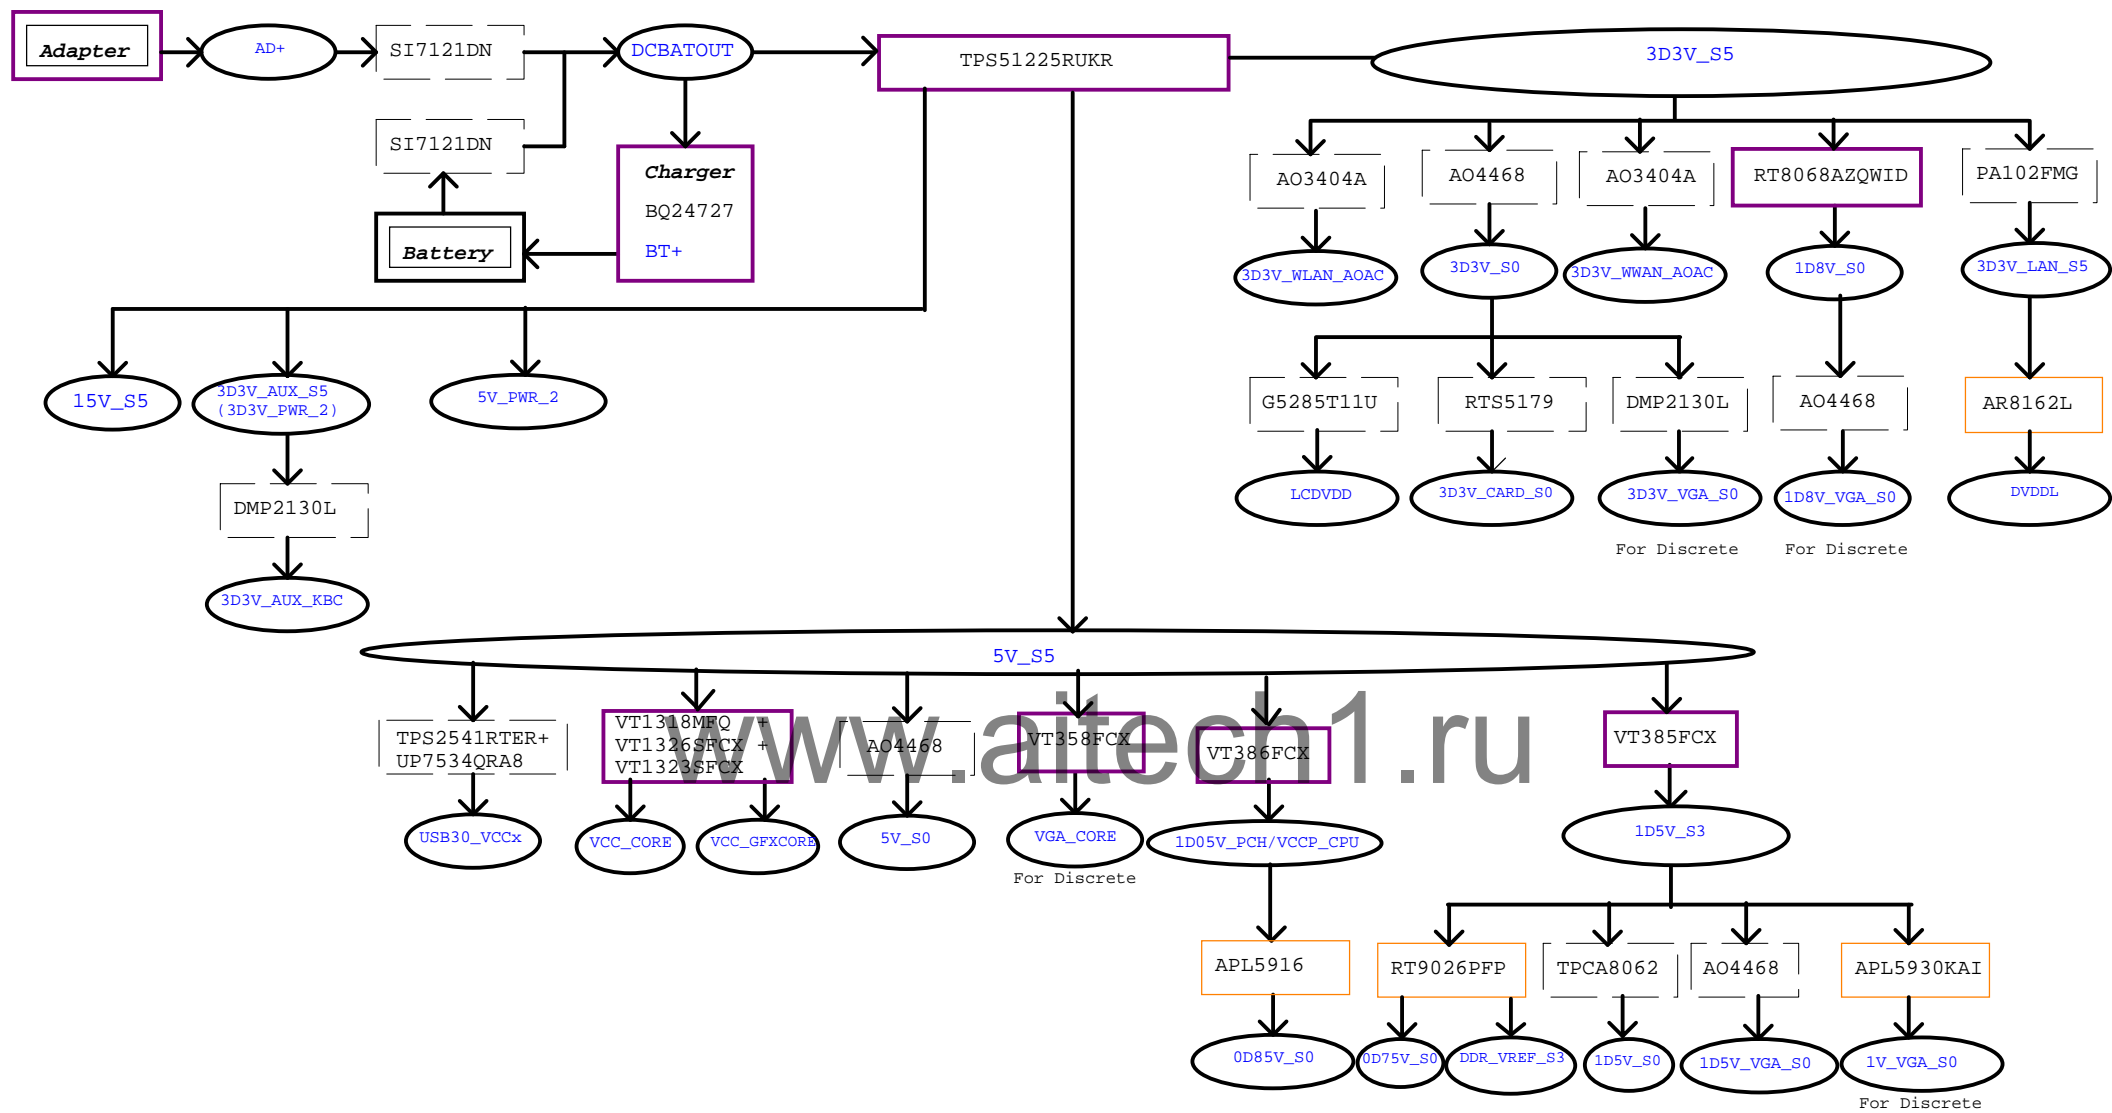 Adapter
AD+
SI7121DN
DCBATOUT
TPS51225RUKR
3D3V_S5
SI7121DN
Charger
BQ24727
BT+
Battery
AO3404A
AO4468
AO3404A
RT8068AZQWID
PA102FMG
3D3V_WLAN_AOAC
3D3V_S0
3D3V_WWAN_AOAC
1D8V_S0
3D3V_LAN_S5
15V_S5
3D3V_AUX_S5
(3D3V_PWR_2)
5V_PWR_2
G5285T11U
RTS5179
DMP2130L
AO4468
AR8162L
LCDVDD
3D3V_CARD_S0
3D3V_VGA_S0
1D8V_VGA_S0
DVDDL
For Discrete
For Discrete
DMP2130L
3D3V_AUX_KBC
5V_S5
TPS2541RTER+
UP7534QRA8
VT1318MFQ +
VT1326SFCX +
VT1323SFCX
AO4468
VT358FCX
VT386FCX
VT385FCX
www.aitech1.ru
USB30_VCCx
VCC_CORE
VCC_GFXCORE
5V_S0
VGA_CORE
For Discrete
1D05V_PCH/VCCP_CPU
1D5V_S3
APL5916
RT9026PFP
TPCA8062
AO4468
APL5930KAI
0D85V_S0
0D75V_S0
DDR_VREF_S3
1D5V_S0
1D5V_VGA_S0
1V_VGA_S0
For Discrete